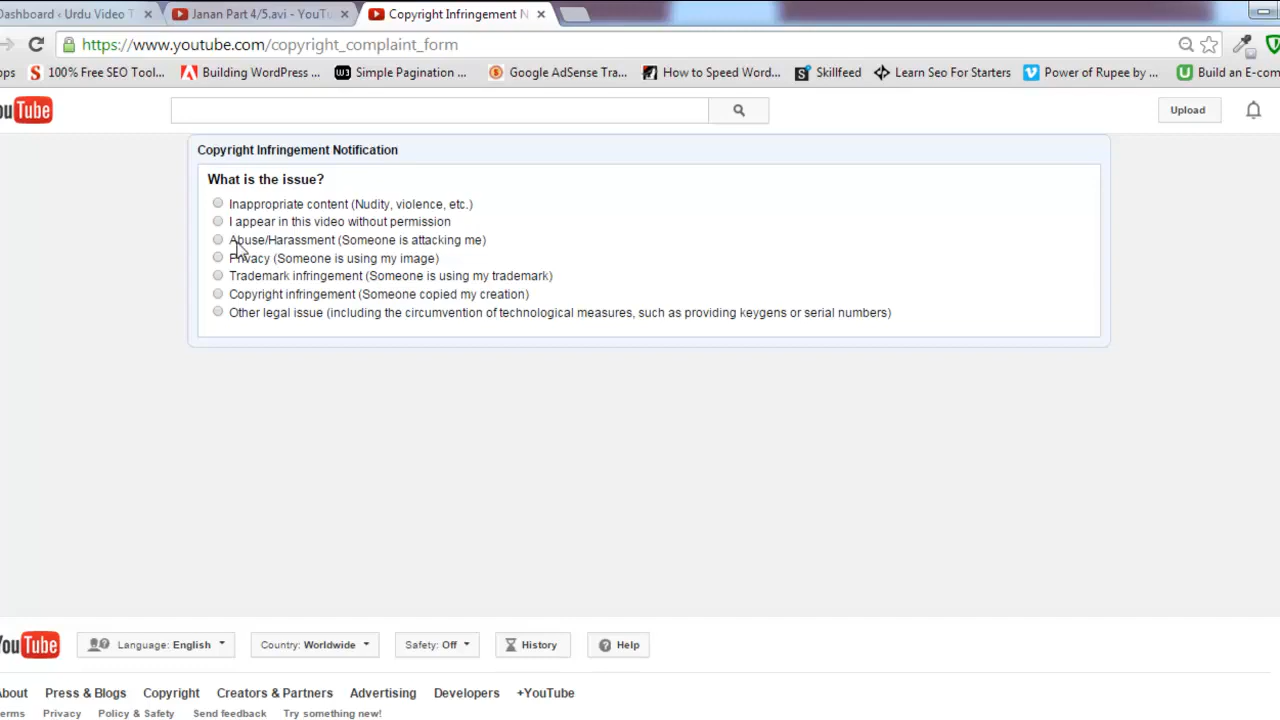 Dashboard ‹ Urdu Video T
Janan Part 4/5.avi - YouTu
Copyright Infringement N
https://www.youtube.com/copyright_complaint_form
ops 100% Free SEO Tool... Building WordPress ... Simple Pagination ... Google AdSense Tra... How to Speed Word... Skillfeed Learn Seo For Starters Power of Rupee by ... Build an E-com
ouTube
Upload
Copyright Infringement Notification
What is the issue?
Inappropriate content (Nudity, violence, etc.)
I appear in this video without permission
Abuse/Harassment (Someone is attacking me)
Privacy (Someone is using my image)
Trademark infringement (Someone is using my trademark)
Copyright infringement (Someone copied my creation)
Other legal issue (including the circumvention of technological measures, such as providing keygens or serial numbers)
ouTube Language: English Country: Worldwide Safety: Off History Help
About Press & Blogs Copyright Creators & Partners Advertising Developers +YouTube
erms Privacy Policy & Safety Send feedback Try something new!